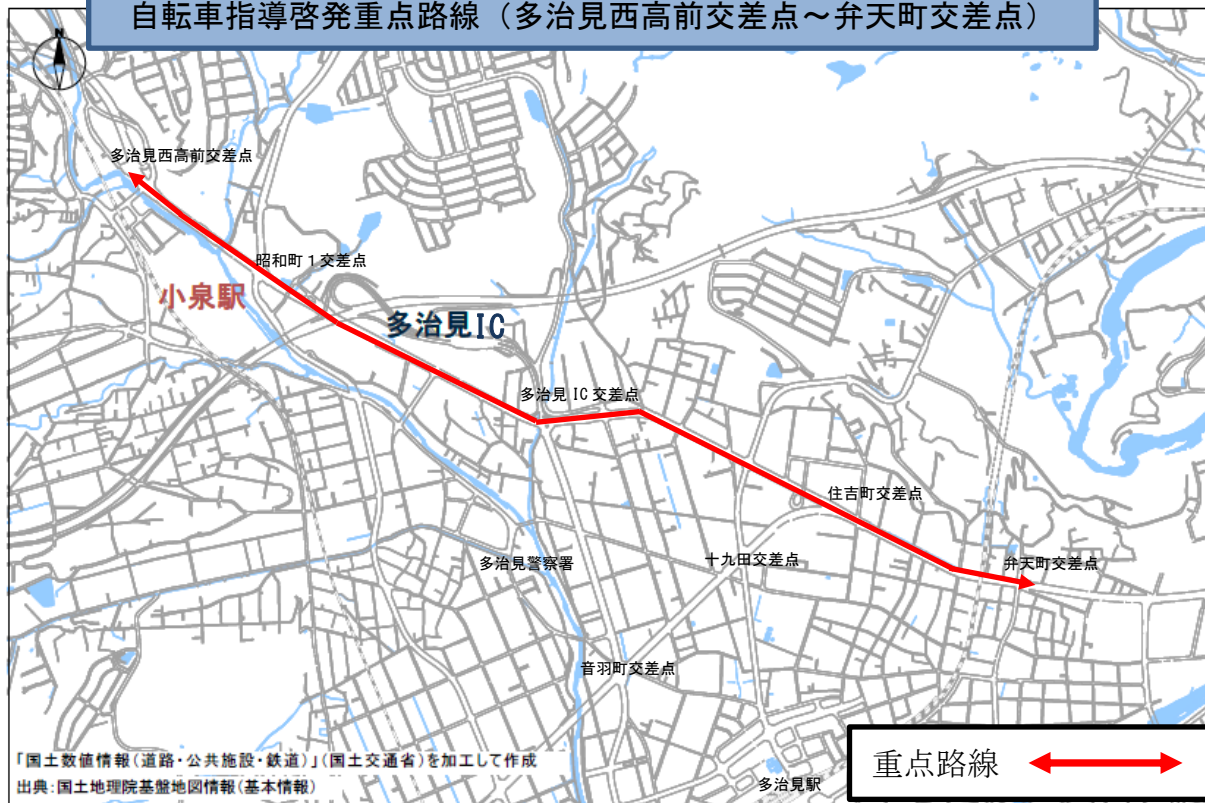 自転車指導啓発重点路線（多治見西高前交差点～弁天町交差点）
N
多治見西高前交差点
昭和町１交差点
小泉駅
多治見IC
多治見 IC 交差点
住吉町交差点
多治見警察署
十九田交差点
弁天町交差点
音羽町交差点
「国土数値情報(道路・公共施設・鉄道)」(国土交通省)を加工して作成
出典:国土地理院基盤地図情報(基本情報)
多治見駅
重点路線